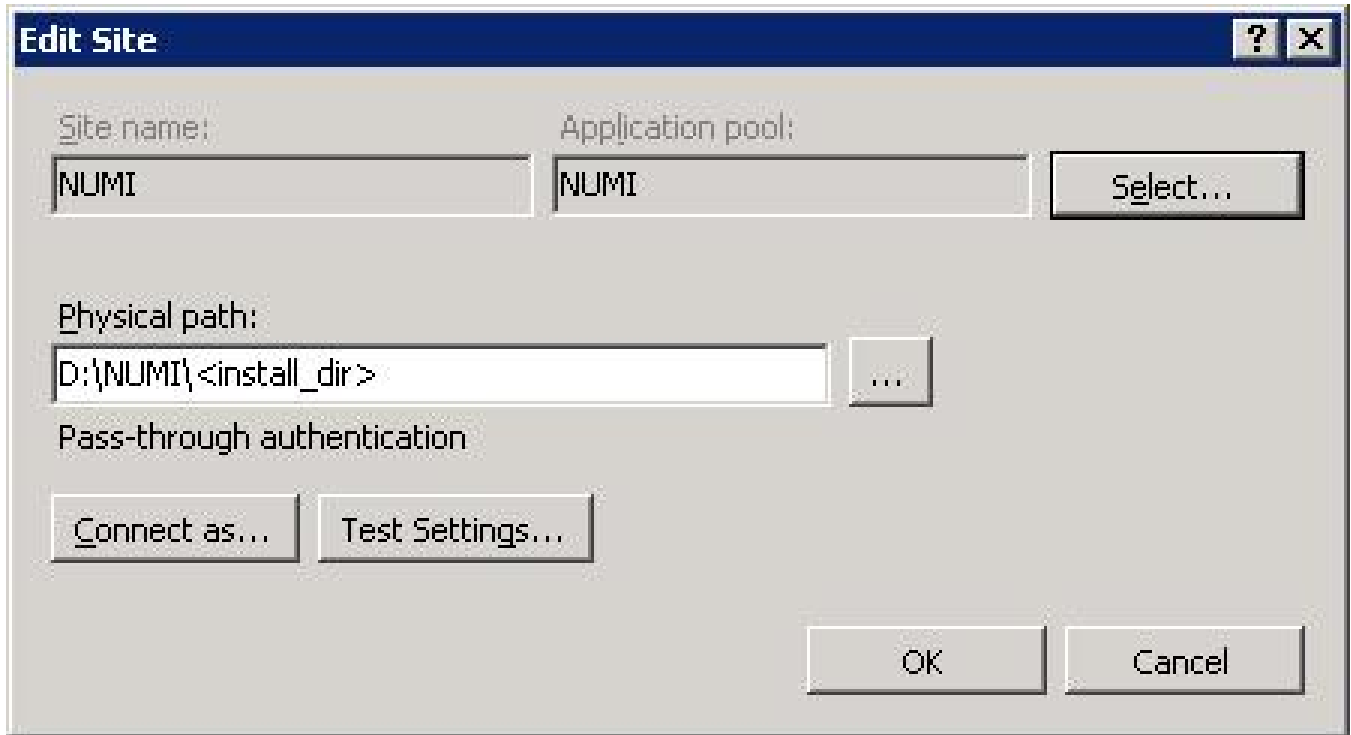 Edit Site
Site name: Application pool:
NUMI NUMI Select...
Physical path:
D:\NUMI\<install_dir>
...
Pass-through authentication
Connect as... Test Settings...
OK Cancel